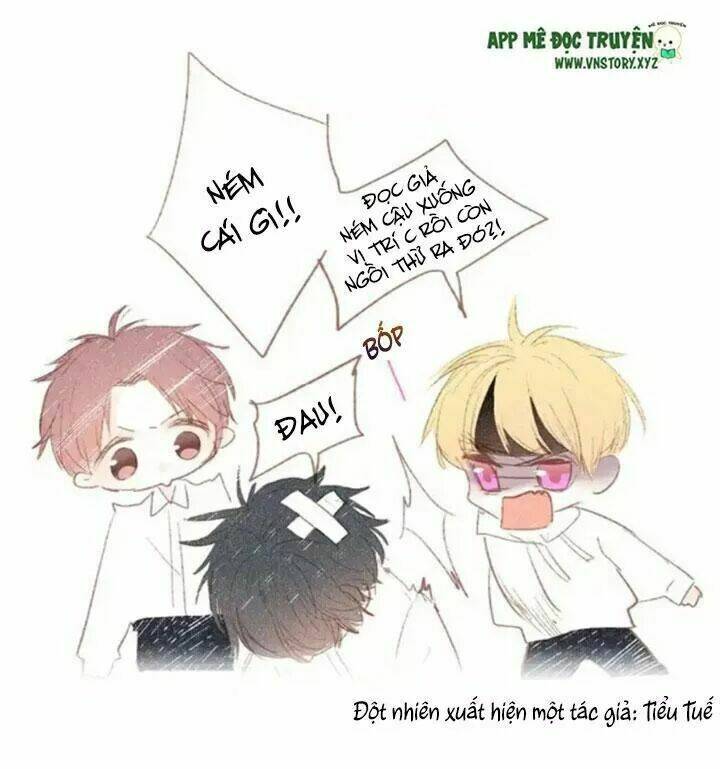 APP MÊ ĐỌC TRUYỆN
WWW.VNSTORY.XYZ
NÉM
CÁI GÌ!!
ĐỌC GIẢ
NÉM CẬU XUỐNG
VỊ TRÍ C RỒI CÒN
NGỒI THỪ RA ĐÓ?!
BỐP
ĐAU!
Đột nhiên xuất hiện một tác giả: Tiểu Tuế